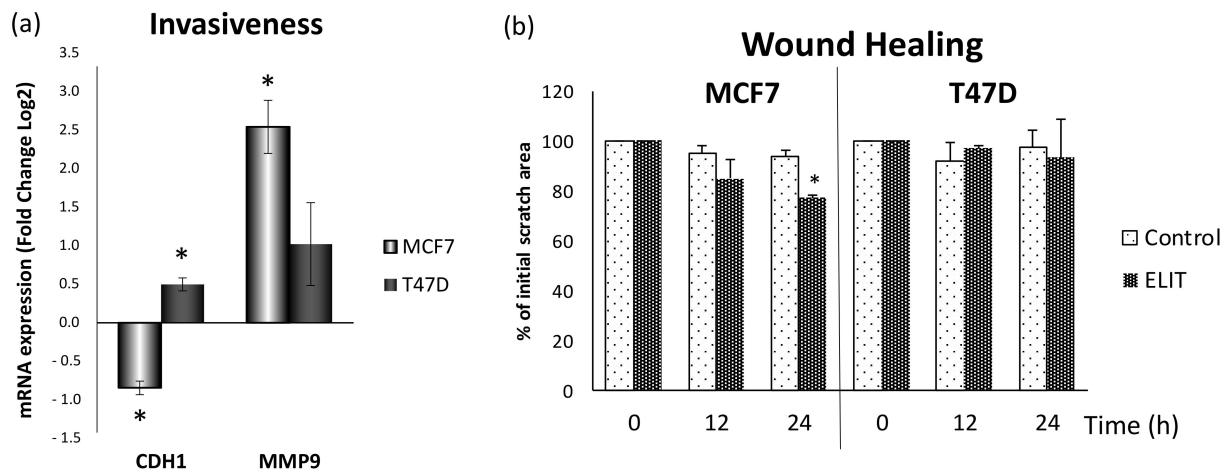 (a)
Invasiveness
mRNA expression (Fold Change Log2)
3.5
3.0
2.5
2.0
1.5
1.0
0.5
0.0
- 0.5
- 1.0
- 1.5
*
*
*
CDH1 MMP9
MCF7
T47D
(b)
Wound Healing
MCF7 T47D
% of initial scratch area
120
100
80
60
40
20
0
*
0 12 24 0 12 24 Time (h)
Control
ELIT